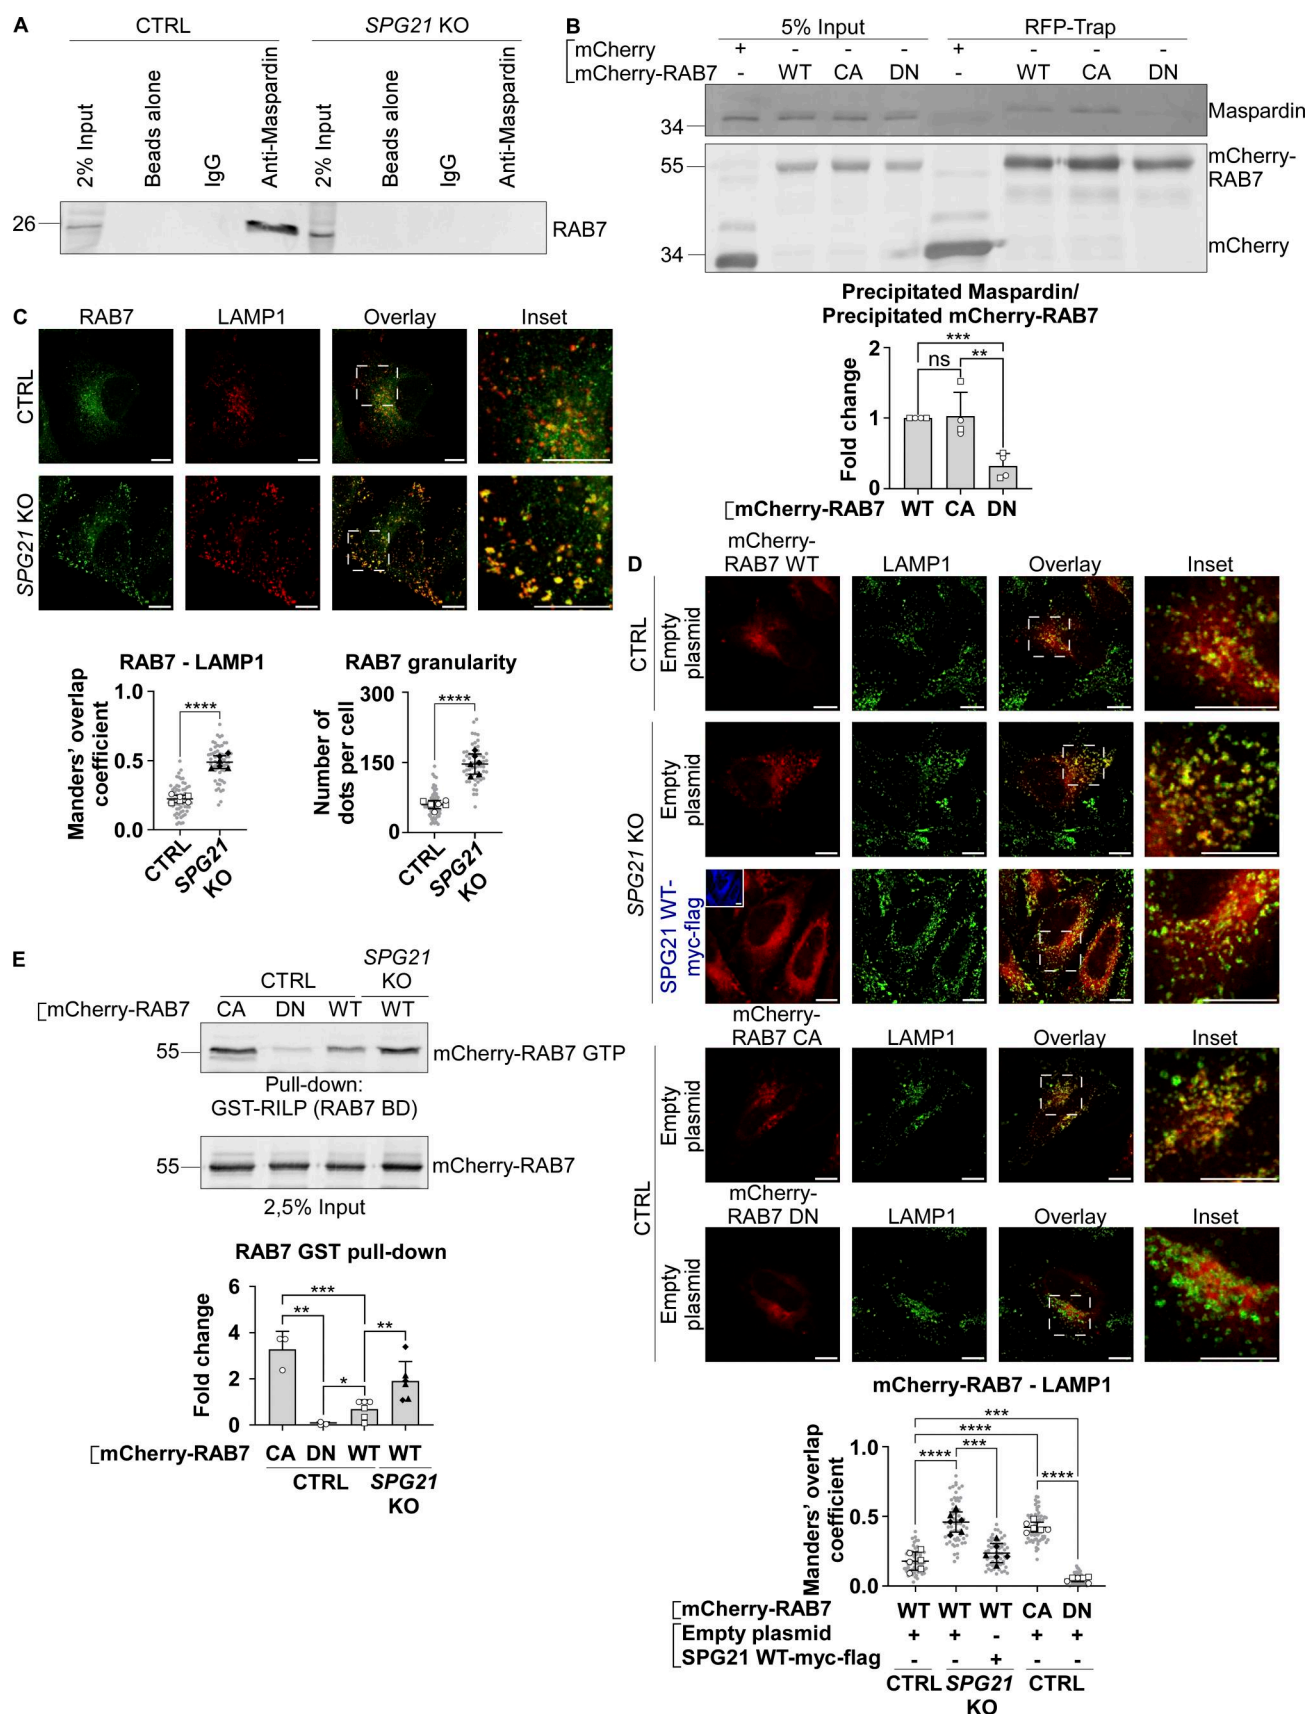 A
CTRL
SPG21 KO
2% Input
Beads alone
IgG
Anti-Maspardin
2% Input
Beads alone
IgG
Anti-Maspardin
26
RAB7
B
5% Input
RFP-Trap
mCherry
+ - - - + - - -
mCherry-RAB7
- WT CA DN - WT CA DN
34
Maspardin
55
mCherry-
RAB7
34
mCherry
Precipitated Maspardin/
Precipitated mCherry-RAB7
Fold change
2
1
0
***
ns
**
mCherry-RAB7 WT CA DN
C
RAB7 LAMP1 Overlay Inset
CTRL
SPG21 KO
RAB7 - LAMP1
Manders' overlap
coefficient
1.0
0.5
0.0
****
CTRL
SPG21
KO
RAB7 granularity
Number of
dots per cell
300
150
0
****
CTRL
SPG21
KO
D
mCherry-
RAB7 WT LAMP1 Overlay Inset
CTRL
Empty
plasmid
SPG21 KO
Empty
plasmid
SPG21 WT-
myc-flag
mCherry-
RAB7 CA LAMP1 Overlay Inset
CTRL
Empty
plasmid
mCherry-
RAB7 DN LAMP1 Overlay Inset
Empty
plasmid
mCherry-RAB7 - LAMP1
Manders' overlap
coefficient
1.0
0.5
0.0
***
****
**** ***
****
mCherry-RAB7 WT WT WT CA DN
Empty plasmid + + - + +
SPG21 WT-myc-flag - - + - -
CTRL SPG21 CTRL
KO
E
SPG21
CTRL KO
mCherry-RAB7 CA DN WT WT
55
mCherry-RAB7 GTP
Pull-down:
GST-RILP (RAB7 BD)
55
mCherry-RAB7
2,5% Input
RAB7 GST pull-down
Fold change
6
4
2
0
***
** **
*
mCherry-RAB7 CA DN WT WT
CTRL SPG21
KO